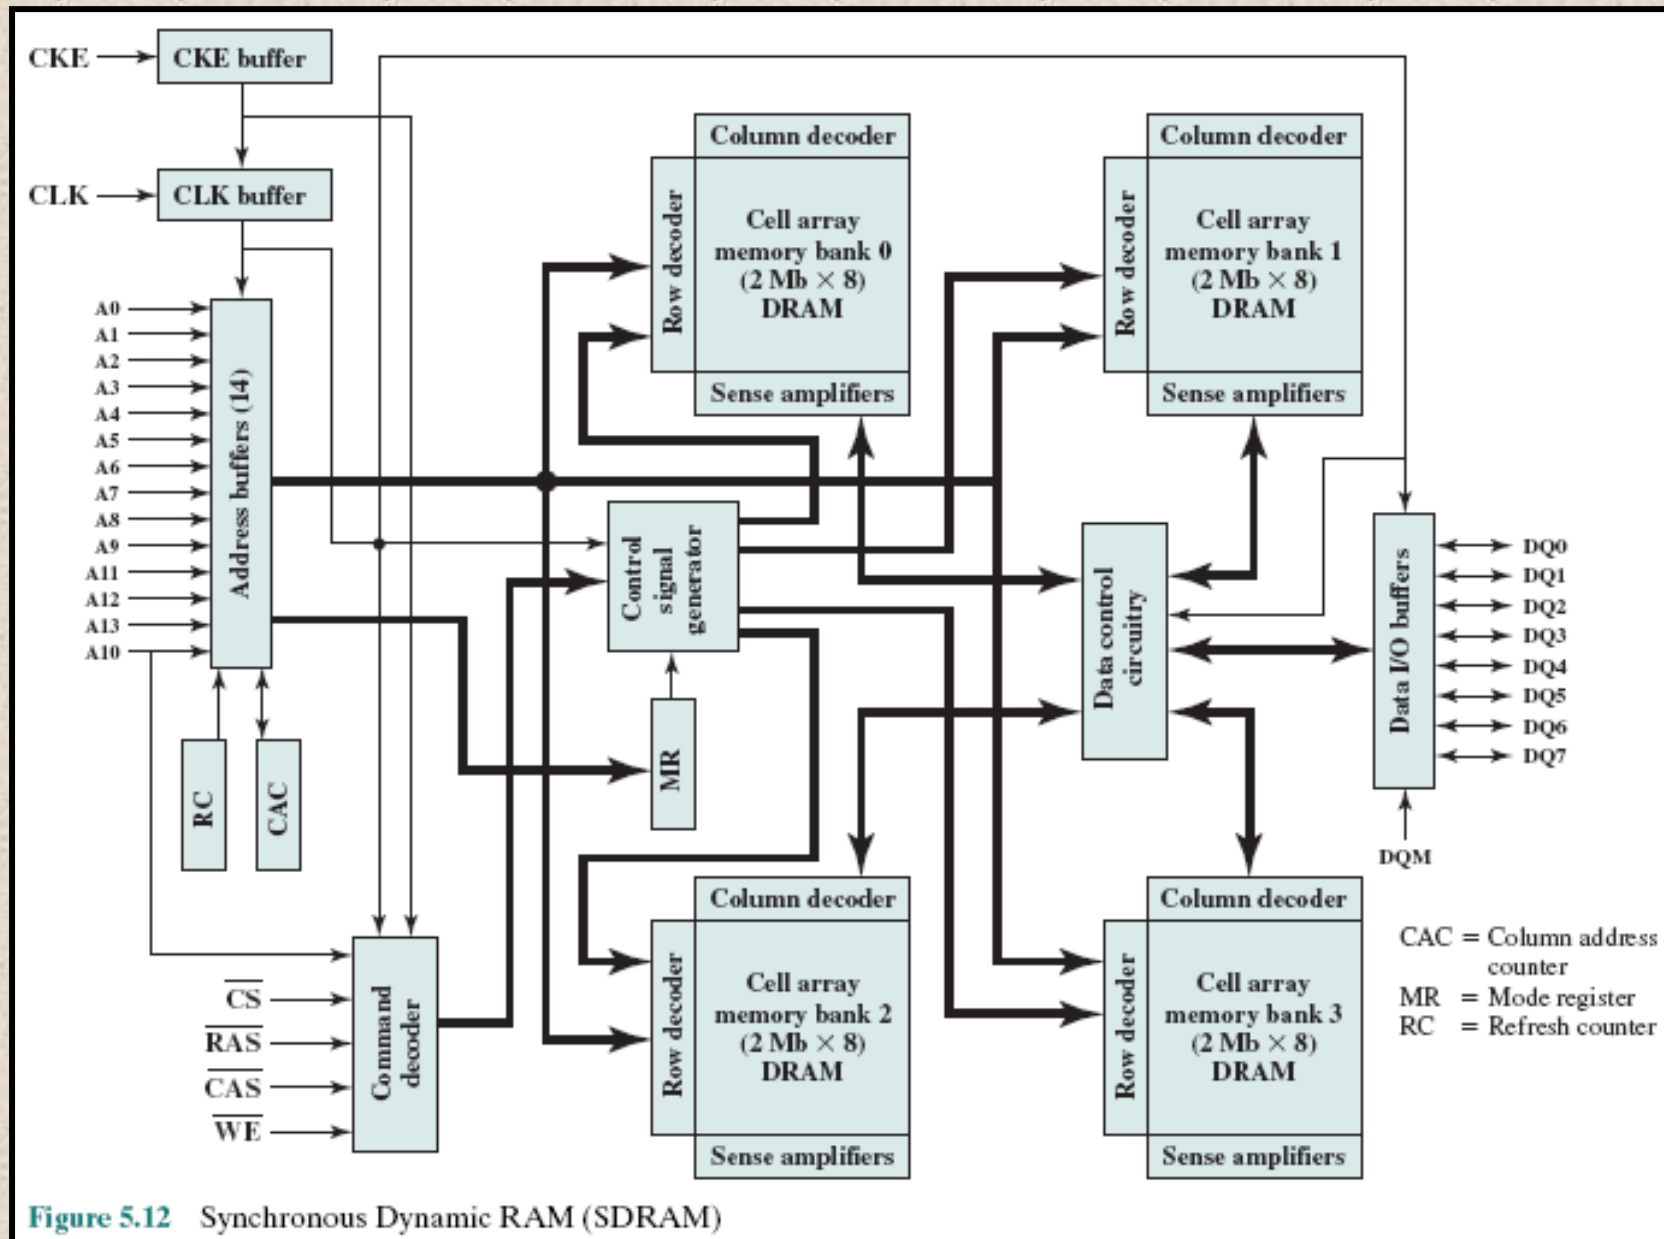 CKE
CKE buffer
CLK
CLK buffer
A0
A1
A2
A3
A4
A5
A6
A7
A8
A9
A11
A12
A13
A10
Address buffers (14)
RC
CAC
CS
RAS
CAS
WE
Command
decoder
Control
signal
generator
MR
Column decoder
Row decoder
Cell array
memory bank 0
(2 Mb × 8)
DRAM
Sense amplifiers
Column decoder
Row decoder
Cell array
memory bank 1
(2 Mb × 8)
DRAM
Sense amplifiers
Column decoder
Row decoder
Cell array
memory bank 2
(2 Mb × 8)
DRAM
Sense amplifiers
Column decoder
Row decoder
Cell array
memory bank 3
(2 Mb × 8)
DRAM
Sense amplifiers
Data control
circuitry
Data I/O buffers
DQ0
DQ1
DQ2
DQ3
DQ4
DQ5
DQ6
DQ7
DQM
CAC = Column address
counter
MR = Mode register
RC = Refresh counter
Figure 5.12 Synchronous Dynamic RAM (SDRAM)